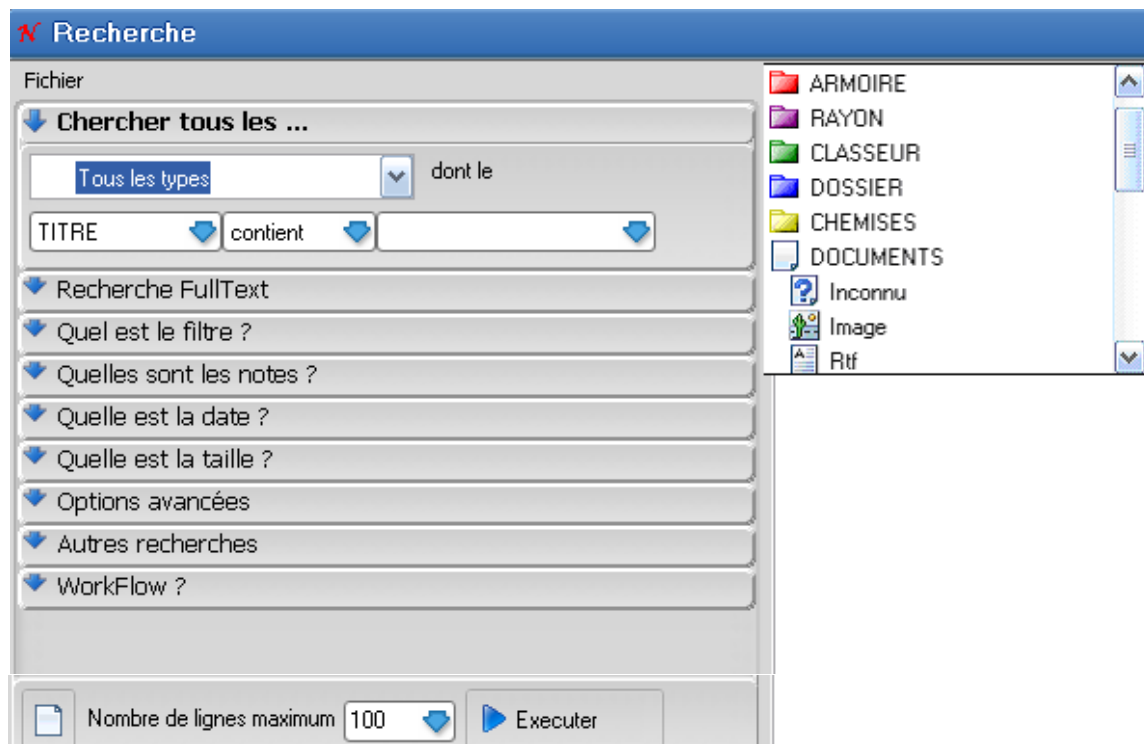 N Recherche
Fichier
Chercher tous les ...
Tous les types dont le
TITRE contient
Recherche FullText
Quel est le filtre ?
Quelles sont les notes ?
Quelle est la date ?
Quelle est la taille ?
Options avancées
Autres recherches
WorkFlow ?
Nombre de lignes maximum 100 Executer
ARMOIRE
RAYON
CLASSEUR
DOSSIER
CHEMISES
DOCUMENTS
Inconnu
Image
Rtf